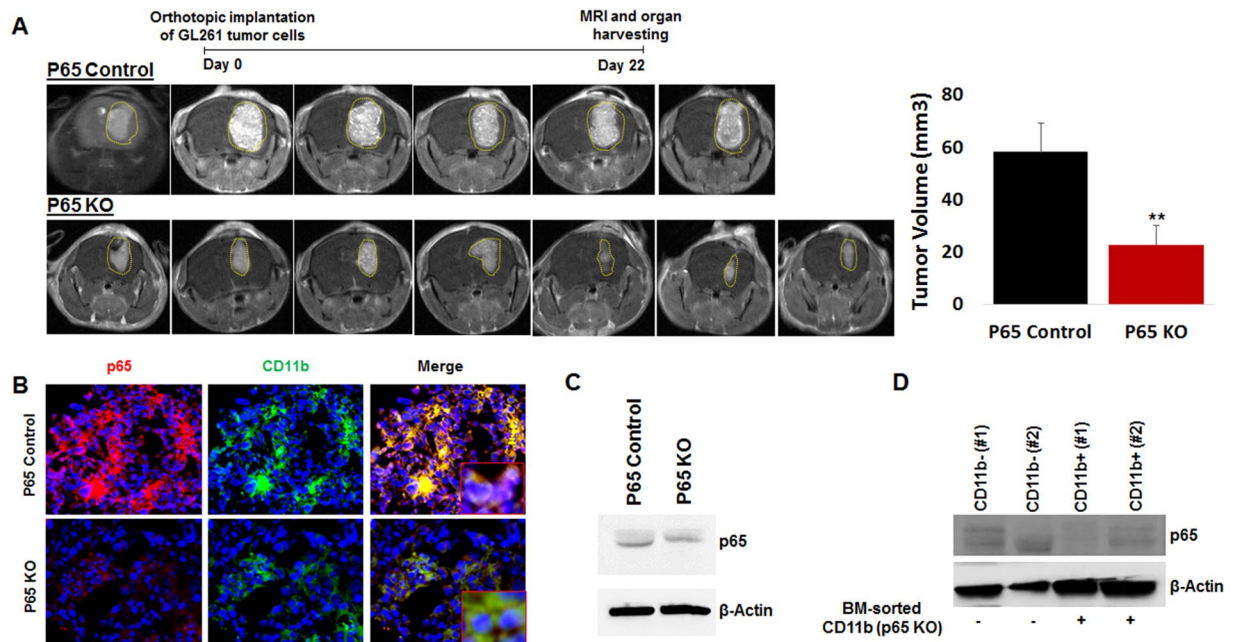 A
Orthotopic implantation
of GL261 tumor cells
MRI and organ
harvesting
Day 0
Day 22
P65 Control
P65 KO
Tumor Volume (mm3)
80
60
40
20
0
**
P65 Control
P65 KO
B
p65
CD11b
Merge
P65 Control
P65 KO
C
P65 Control
P65 KO
p65
β-Actin
D
CD11b- (#1)
CD11b- (#2)
CD11b+ (#1)
CD11b+ (#2)
p65
β-Actin
BM-sorted
CD11b (p65 KO)
- - + +